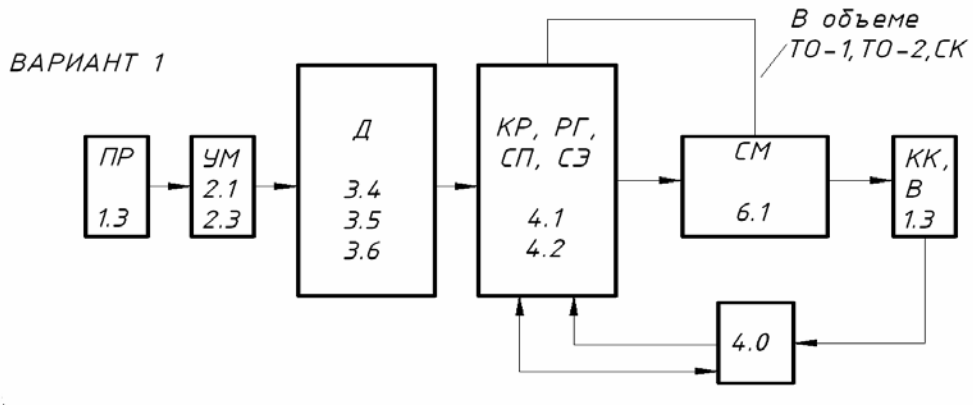 ВАРИАНТ 1
В объеме
ТО-1,ТО-2,СК
ПР
1.3
УМ
2.1
2.3
Д
3.4
3.5
3.6
КР, РГ,
СП, СЭ
4.1
4.2
СМ
6.1
КК,
В
1.3
4.0